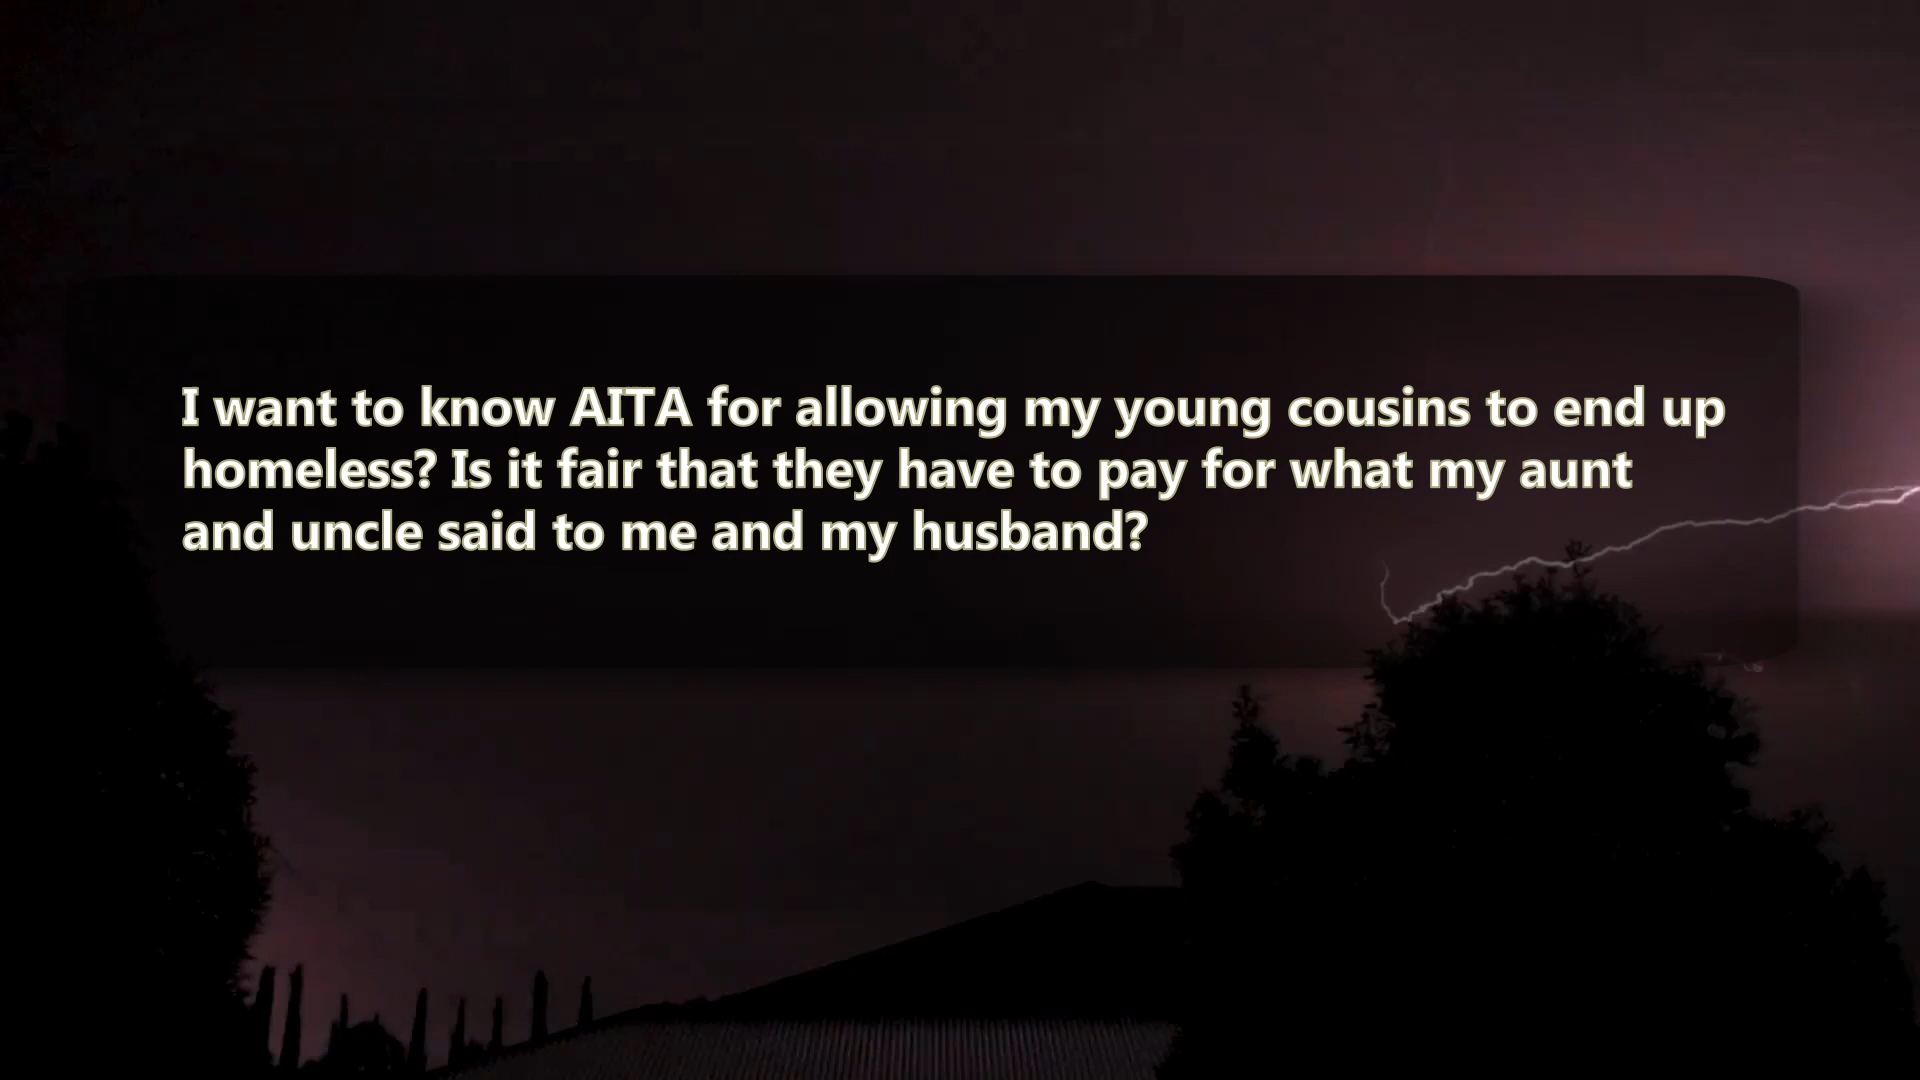 I want to know AITA for allowing my young cousins to end up
homeless? Is it fair that they have to pay for what my aunt
and uncle said to me and my husband?